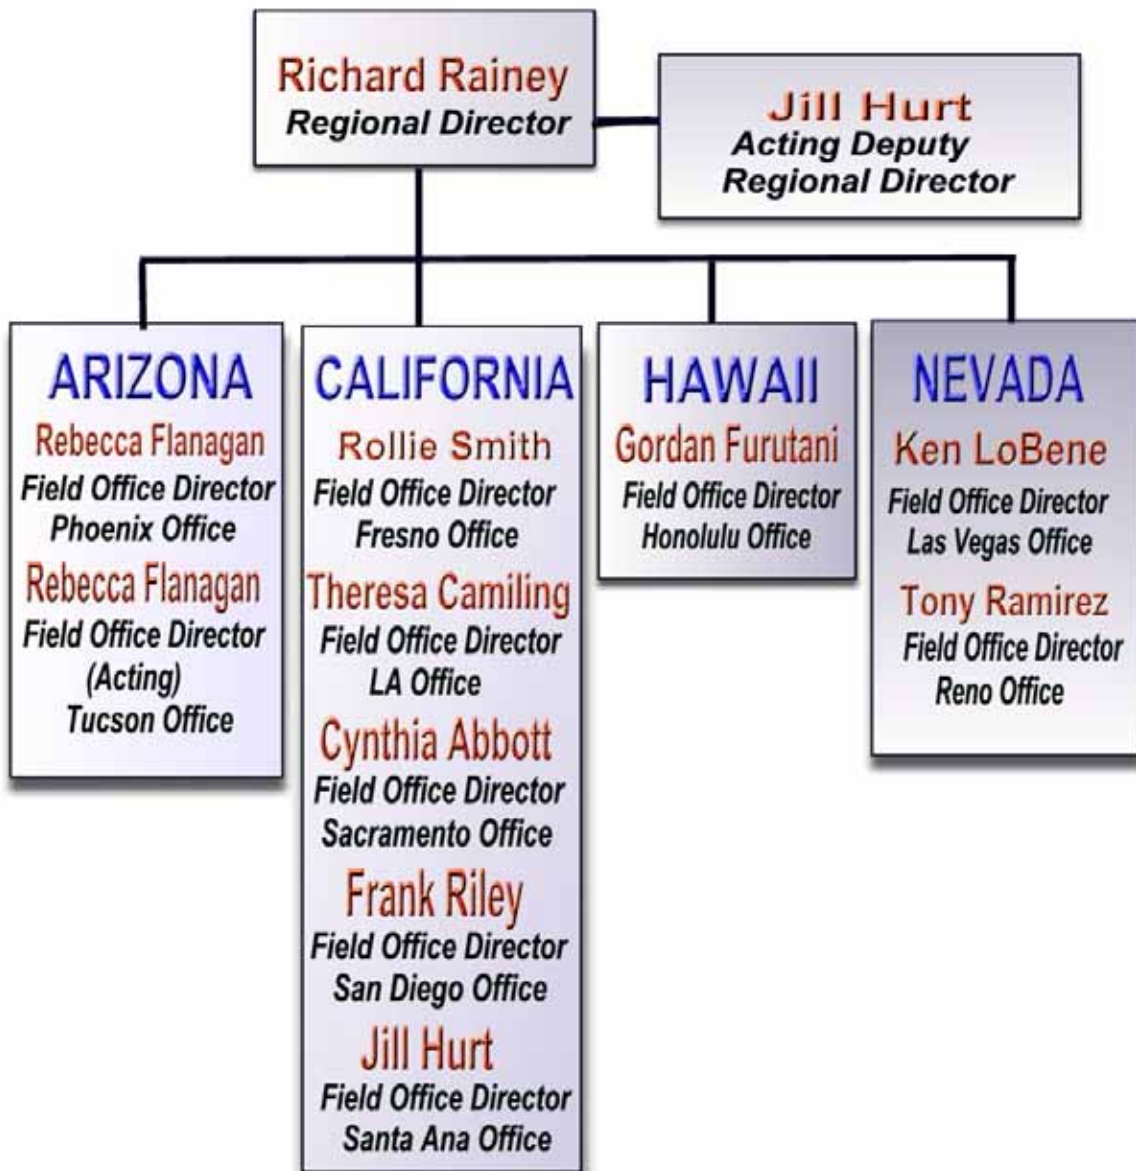 Richard Rainey
Regional Director
Jill Hurt
Acting Deputy
Regional Director
ARIZONA
Rebecca Flanagan
Field Office Director
Phoenix Office
Rebecca Flanagan
Field Office Director
(Acting)
Tucson Office
CALIFORNIA
Rollie Smith
Field Office Director
Fresno Office
Theresa Camiling
Field Office Director
LA Office
Cynthia Abbott
Field Office Director
Sacramento Office
Frank Riley
Field Office Director
San Diego Office
Jill Hurt
Field Office Director
Santa Ana Office
HAWAII
Gordan Furutani
Field Office Director
Honolulu Office
NEVADA
Ken LoBene
Field Office Director
Las Vegas Office
Tony Ramirez
Field Office Director
Reno Office